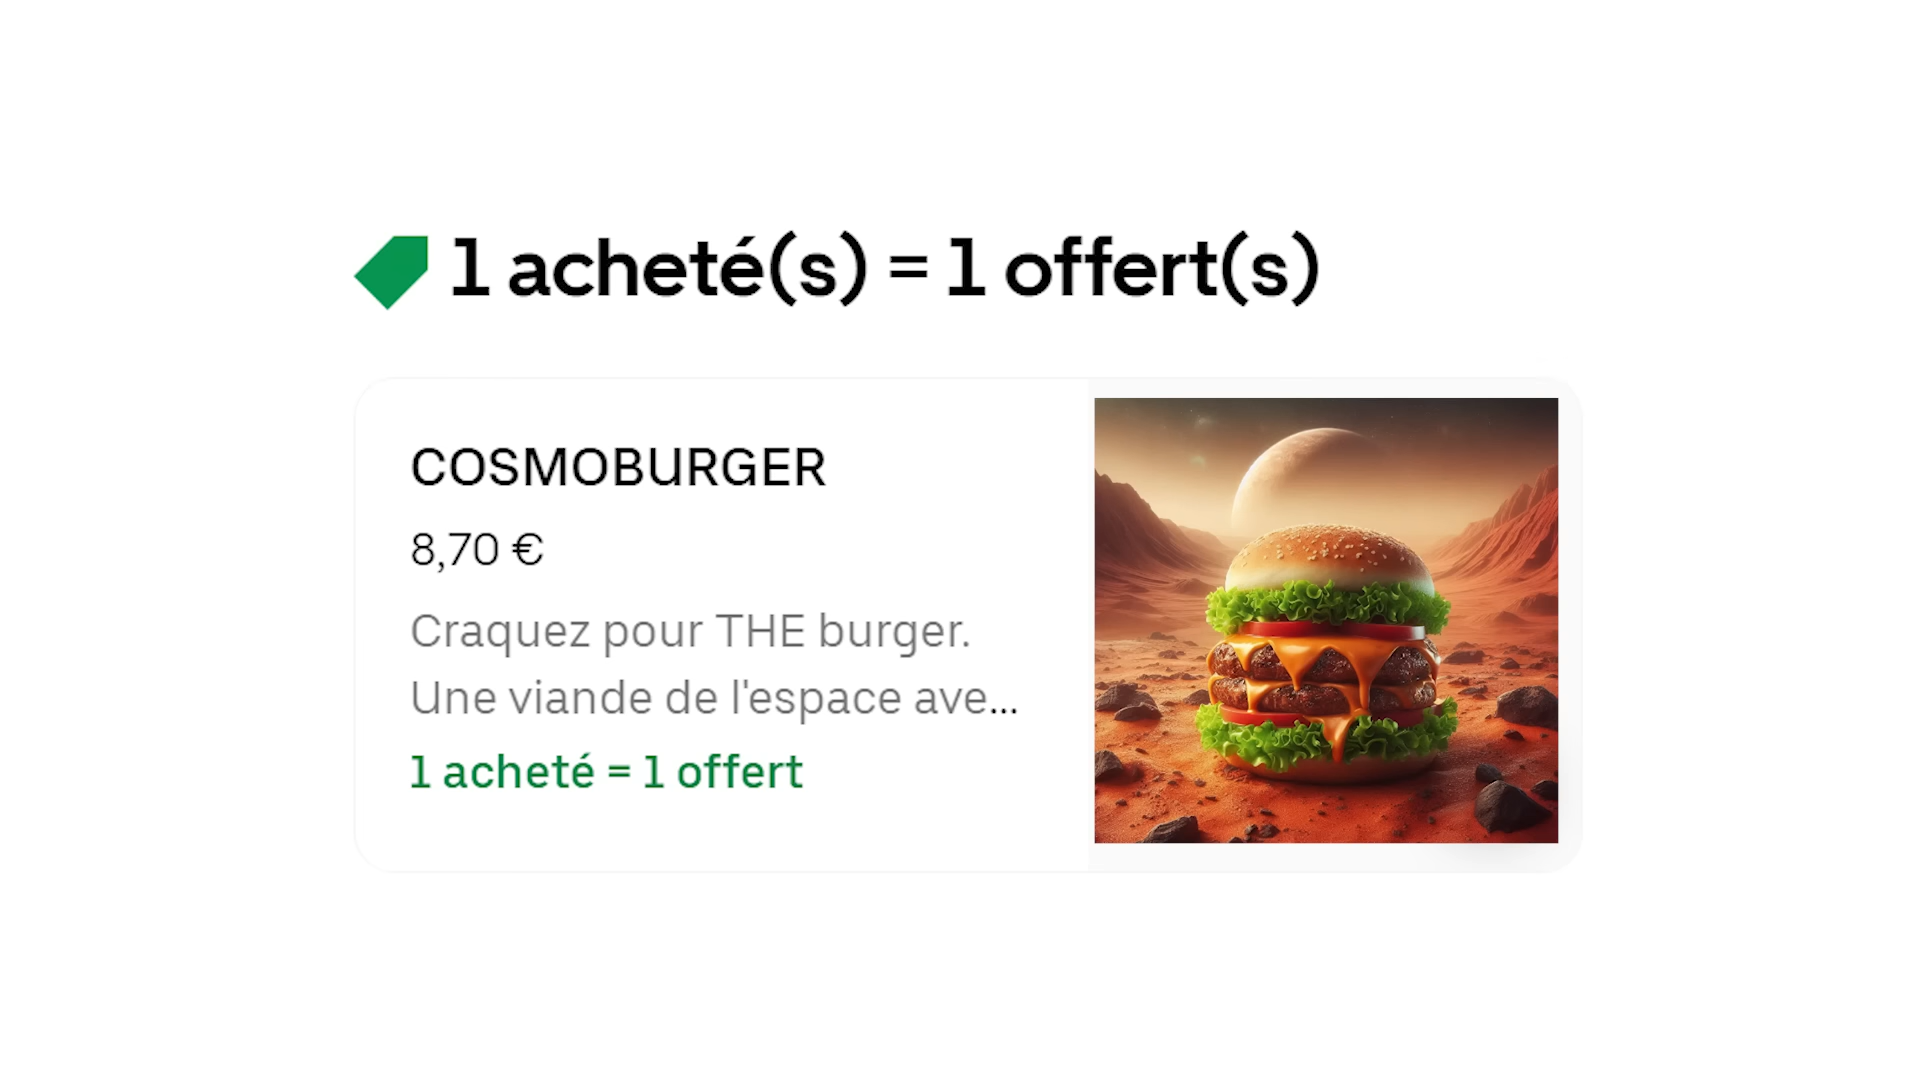 1 acheté(s) = 1 offert(s)
COSMOBURGER
8,70 €
Craquez pour THE burger.
Une viande de l'espace ave...
1 acheté = 1 offert